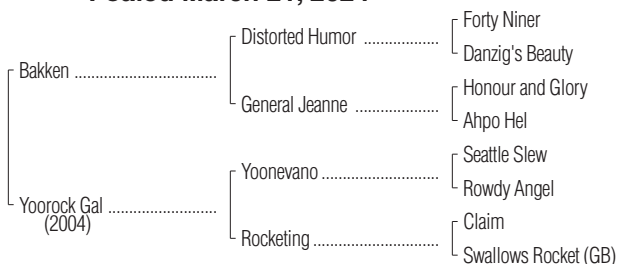 Foaled March 21, 2021
Forty Niner
Distorted Humor ..................
Danzig's Beauty
Bakken ..................................
Honour and Glory
General Jeanne ....................
Ahpo Hel
Seattle Slew
Yoonevano ............................
Rowdy Angel
Yoorock Gal ..........................
(2004)
Claim
Rocketing ..............................
Swallows Rocket (GB)